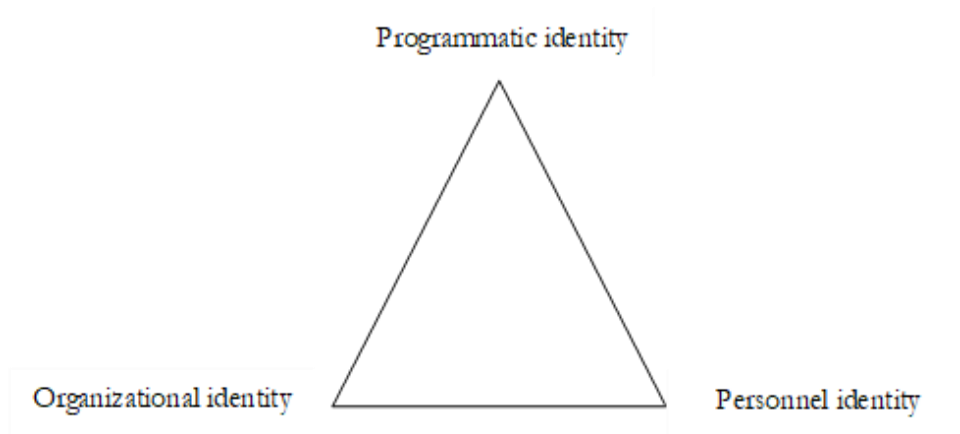 Programmatic identity
Organizational identity
Personnel identity